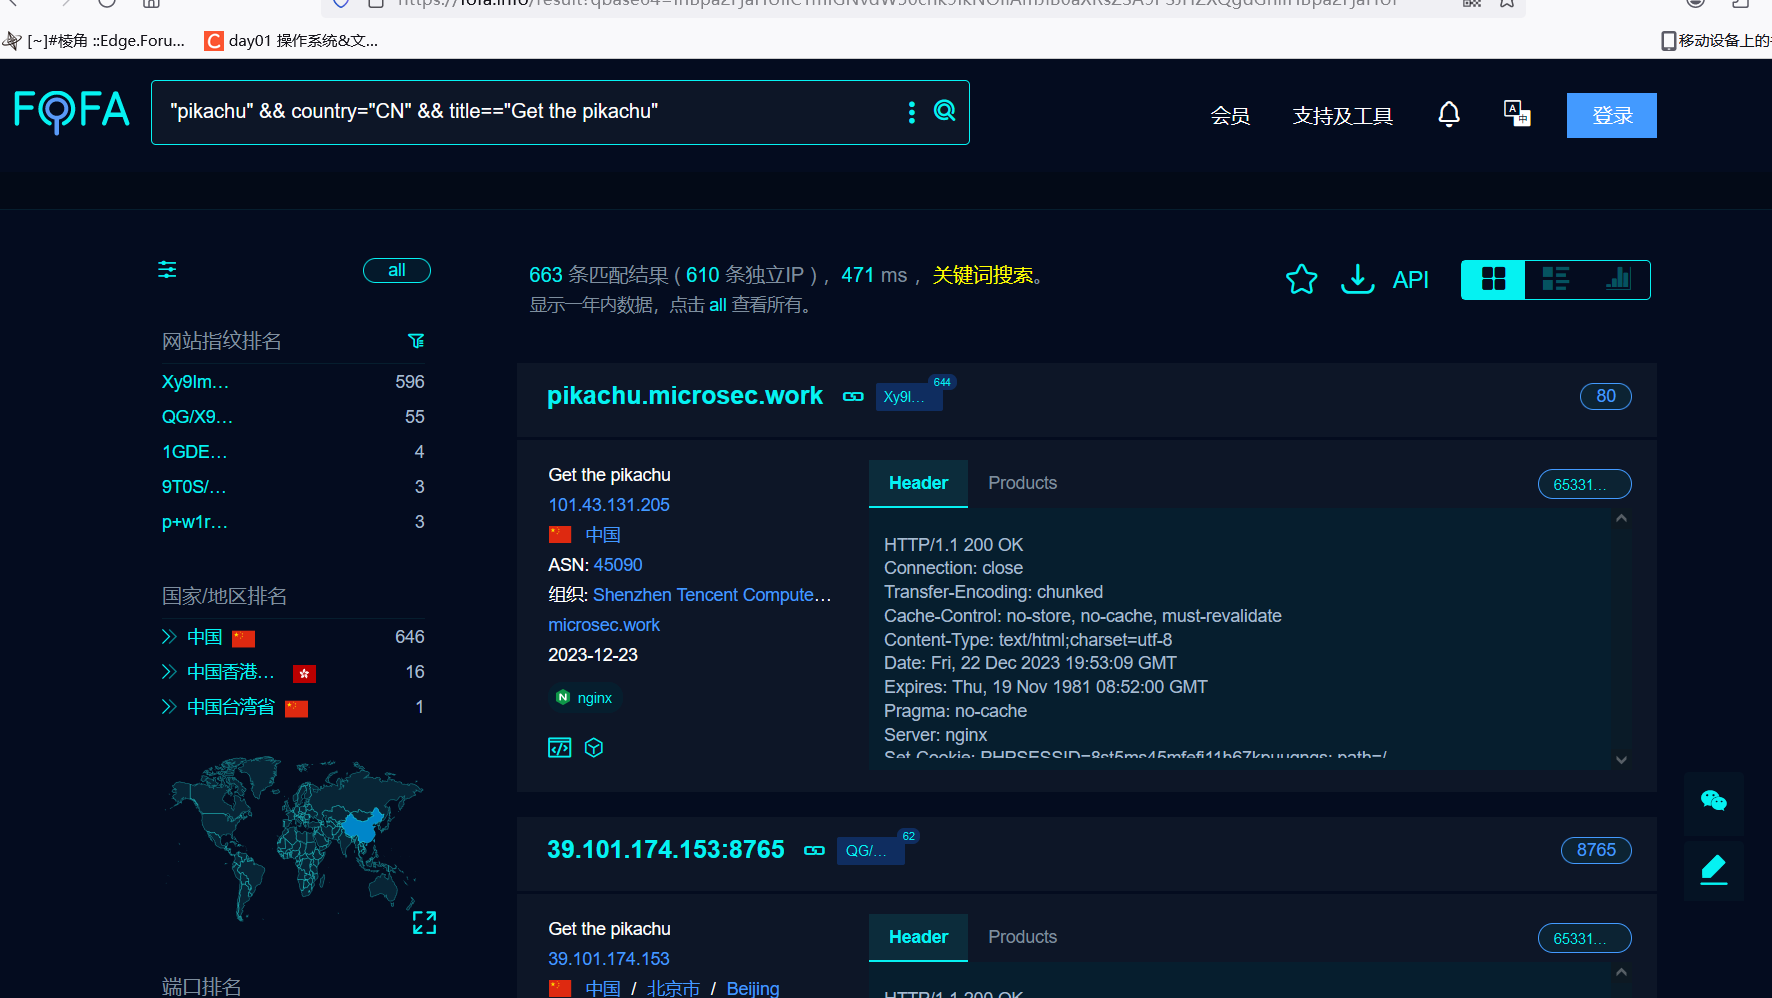 [~]#棱角 ::Edge.Foru...
day01 操作系统&文...
移动设备上的
FOFA
"pikachu" && country="CN" && title=="Get the pikachu"
会员
支持及工具
登录
all
663 条匹配结果 ( 610 条独立IP ) ，471 ms ，关键词搜索。
显示一年内数据，点击 all 查看所有。
API
网站指纹排名
Xy9lm... 596
QG/X9... 55
1GDE... 4
9T0S/... 3
p+w1r... 3
国家/地区排名
中国 646
中国香港... 16
中国台湾省 1
端口排名
pikachu.microsec.work
Xy9l... 644
80
Get the pikachu
101.43.131.205
中国
ASN: 45090
组织: Shenzhen Tencent Compute...
microsec.work
2023-12-23
nginx
Header
Products
65331...
HTTP/1.1 200 OK
Connection: close
Transfer-Encoding: chunked
Cache-Control: no-store, no-cache, must-revalidate
Content-Type: text/html;charset=utf-8
Date: Fri, 22 Dec 2023 19:53:09 GMT
Expires: Thu, 19 Nov 1981 08:52:00 GMT
Pragma: no-cache
Server: nginx
39.101.174.153:8765
QG/... 62
8765
Get the pikachu
39.101.174.153
中国 / 北京市 / Beijing
Header
Products
65331...
HTTP/1.1 200 OK